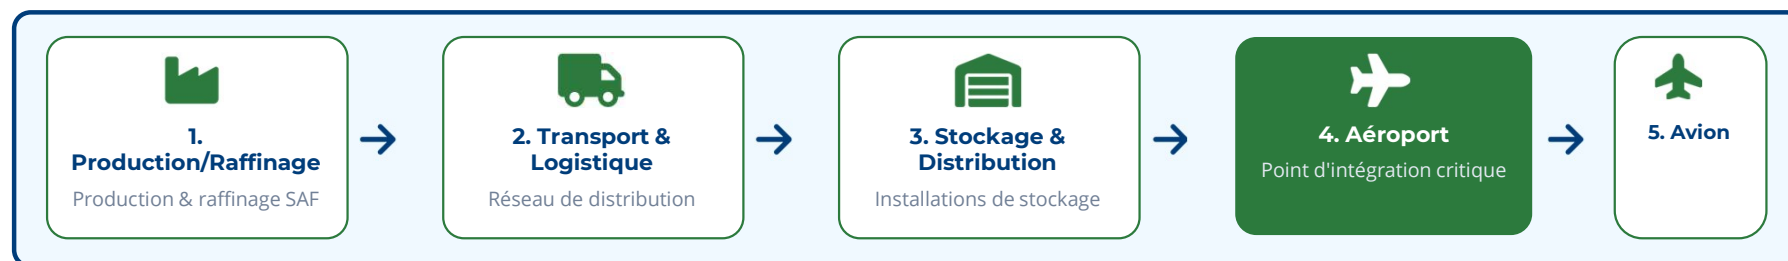 1.
Production/Raffinage
Production & raffinage SAF
2. Transport &
Logistique
Réseau de distribution
3. Stockage &
Distribution
Installations de stockage
4. Aéroport
Point d'intégration critique
5. Avion